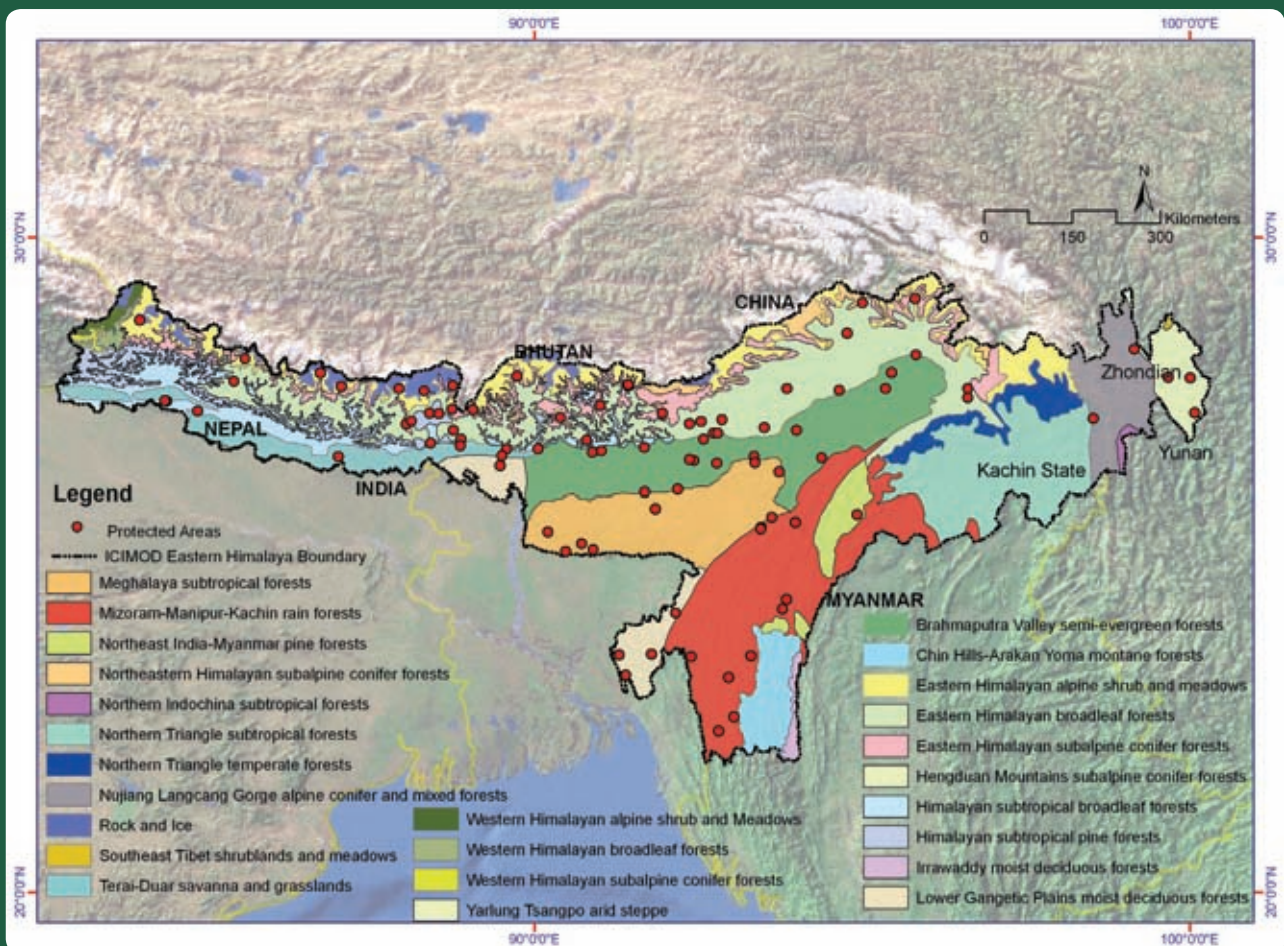 90°0'0"E
100°0'0"E
N
Kilometers
0 150 300
30°0'0"N
30°0'0"N
CHINA
BHUTAN
Zhondian
NEPAL
Yunan
Kachin State
INDIA
MYANMAR
Legend
Protected Areas
ICIMOD Eastern Himalaya Boundary
Meghalaya subtropical forests
Mizoram-Manipur-Kachin rain forests
Northeast India-Myanmar pine forests
Northeastern Himalayan subalpine conifer forests
Northern Indochina subtropical forests
Northern Triangle subtropical forests
Northern Triangle temperate forests
Nujiang Langcang Gorge alpine conifer and mixed forests
Rock and Ice
Southeast Tibet shrublands and meadows
Terai-Duar savanna and grasslands
Western Himalayan alpine shrub and Meadows
Western Himalayan broadleaf forests
Western Himalayan subalpine conifer forests
Yarlung Tsangpo arid steppe
Brahmaputra Valley semi-evergreen forests
Chin Hills-Arakan Yoma montane forests
Eastern Himalayan alpine shrub and meadows
Eastern Himalayan broadleaf forests
Eastern Himalayan subalpine conifer forests
Hengduan Mountains subalpine conifer forests
Himalayan subtropical broadleaf forests
Himalayan subtropical pine forests
Irrawaddy moist deciduous forests
Lower Gangetic Plains moist deciduous forests
20°0'0"N
20°0'0"N
90°0'0"E
100°0'0"E